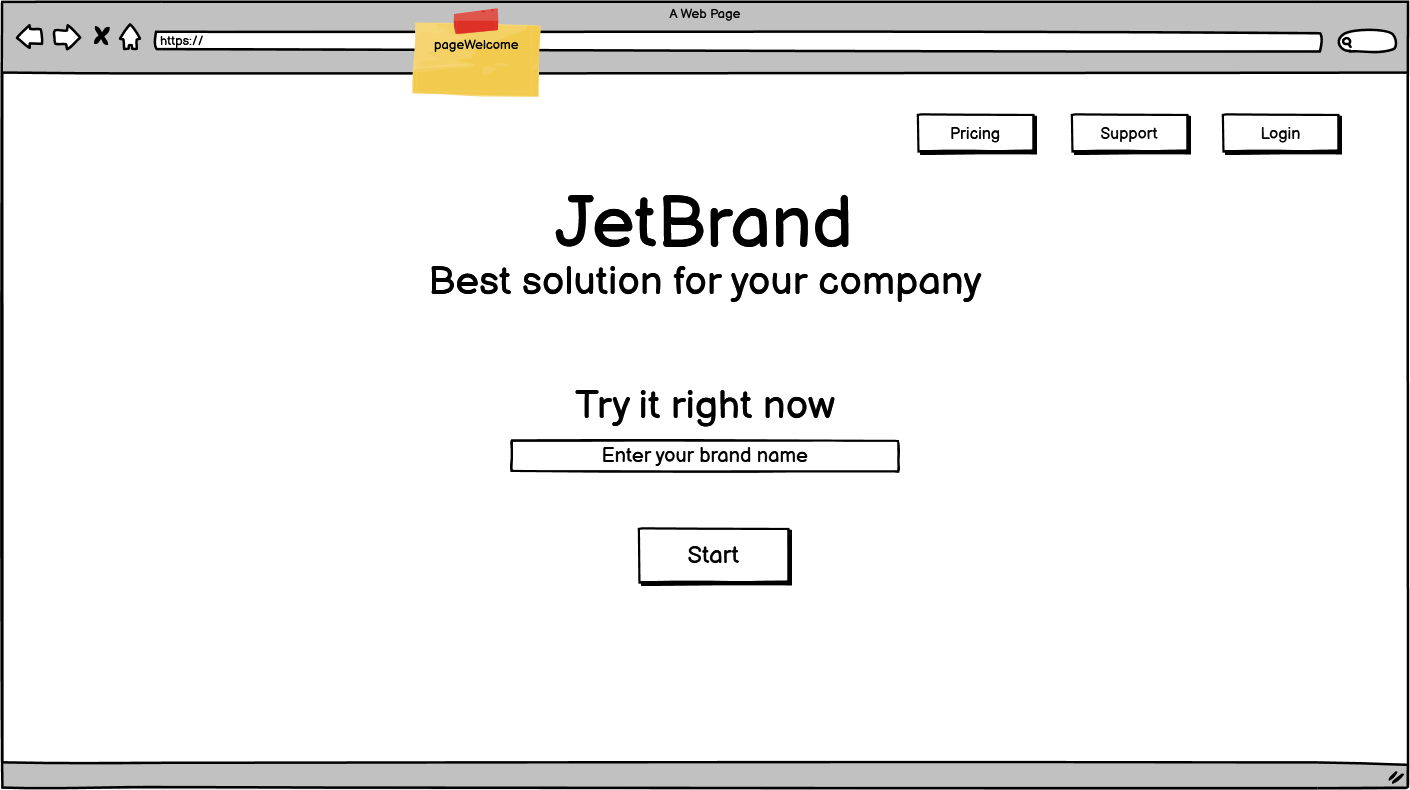 A Web Page
https://
pageWelcome
Pricing
Support
Login
JetBrand
Best solution for your company
Try it right now
Enter your brand name
Start